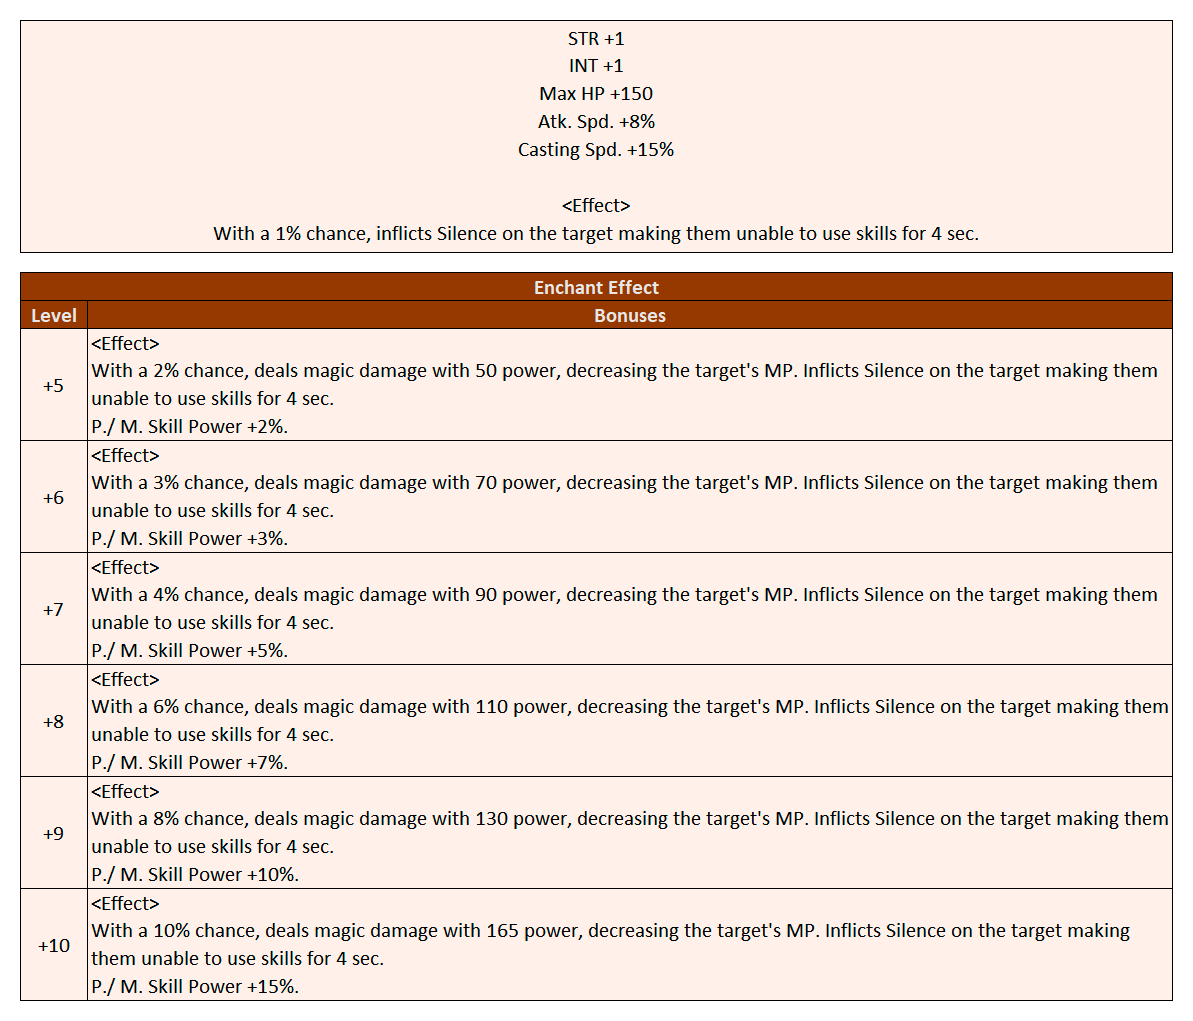 STR +1
INT +1
Max HP +150
Atk. Spd. +8%
Casting Spd. +15%
<Effect>
With a 1% chance, inflicts Silence on the target making them unable to use skills for 4 sec.
Enchant Effect
Level Bonuses
<Effect>
With a 2% chance, deals magic damage with 50 power, decreasing the target's MP. Inflicts Silence on the target making them
+5
unable to use skills for 4 sec.
P./ M. Skill Power +2%.
<Effect>
With a 3% chance, deals magic damage with 70 power, decreasing the target's MP. Inflicts Silence on the target making them
+6
unable to use skills for 4 sec.
P./ M. Skill Power +3%.
<Effect>
With a 4% chance, deals magic damage with 90 power, decreasing the target's MP. Inflicts Silence on the target making them
+7
unable to use skills for 4 sec.
P./ M. Skill Power +5%.
<Effect>
With a 6% chance, deals magic damage with 110 power, decreasing the target's MP. Inflicts Silence on the target making them
+8
unable to use skills for 4 sec.
P./ M. Skill Power +7%.
<Effect>
With a 8% chance, deals magic damage with 130 power, decreasing the target's MP. Inflicts Silence on the target making them
+9
unable to use skills for 4 sec.
P./ M. Skill Power +10%.
<Effect>
With a 10% chance, deals magic damage with 165 power, decreasing the target's MP. Inflicts Silence on the target making
+10
them unable to use skills for 4 sec.
P./ M. Skill Power +15%.